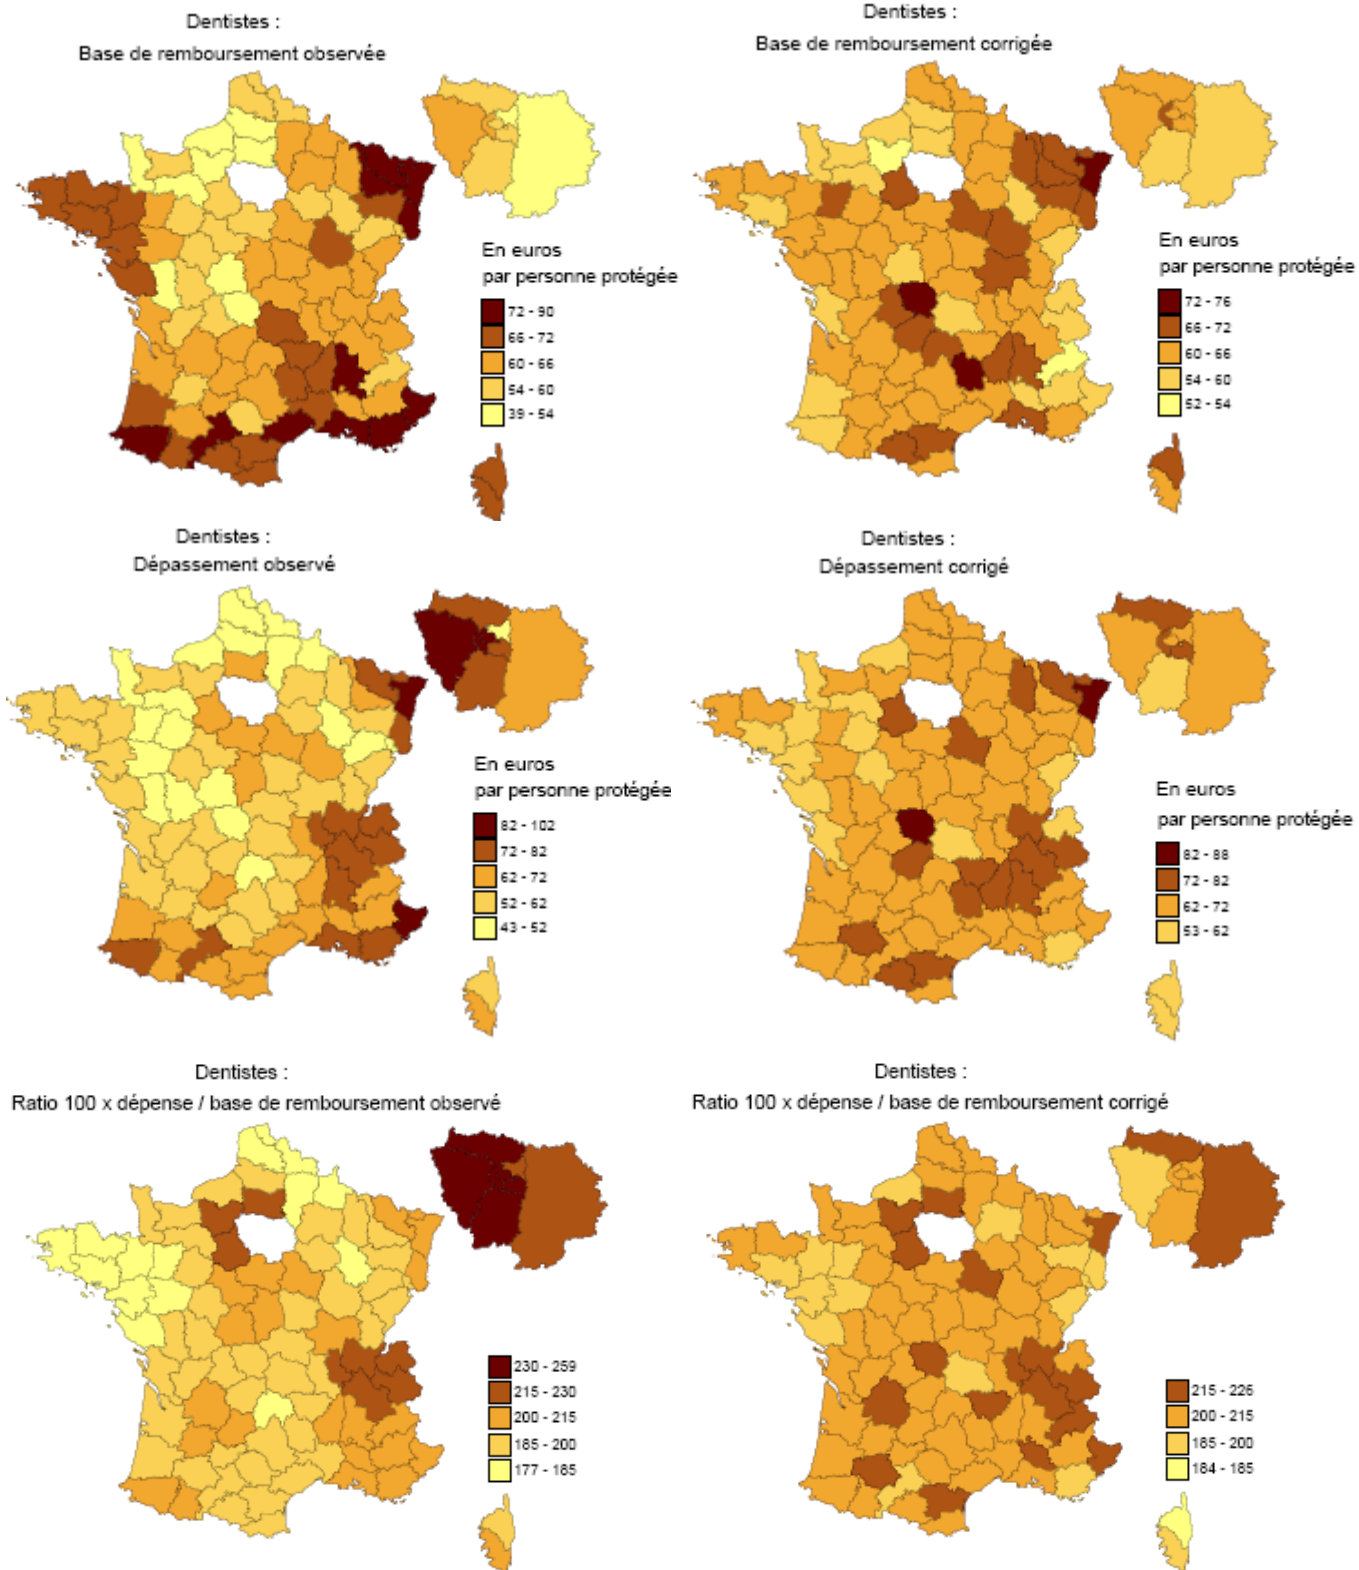 Dentistes :
Base de remboursement observée
En euros
par personne protégée
72 - 90
66 - 72
60 - 66
54 - 60
39 - 54
Dentistes :
Base de remboursement corrigée
En euros
par personne protégée
72 - 76
66 - 72
60 - 66
54 - 60
52 - 54
Dentistes :
Dépassement observé
En euros
par personne protégée
82 - 102
72 - 82
62 - 72
52 - 62
43 - 52
Dentistes :
Dépassement corrigé
En euros
par personne protégée
82 - 88
72 - 82
62 - 72
53 - 62
Dentistes :
Ratio 100 x dépense / base de remboursement observé
230 - 259
215 - 230
200 - 215
185 - 200
177 - 185
Dentistes :
Ratio 100 x dépense / base de remboursement corrigé
215 - 226
200 - 215
185 - 200
184 - 185